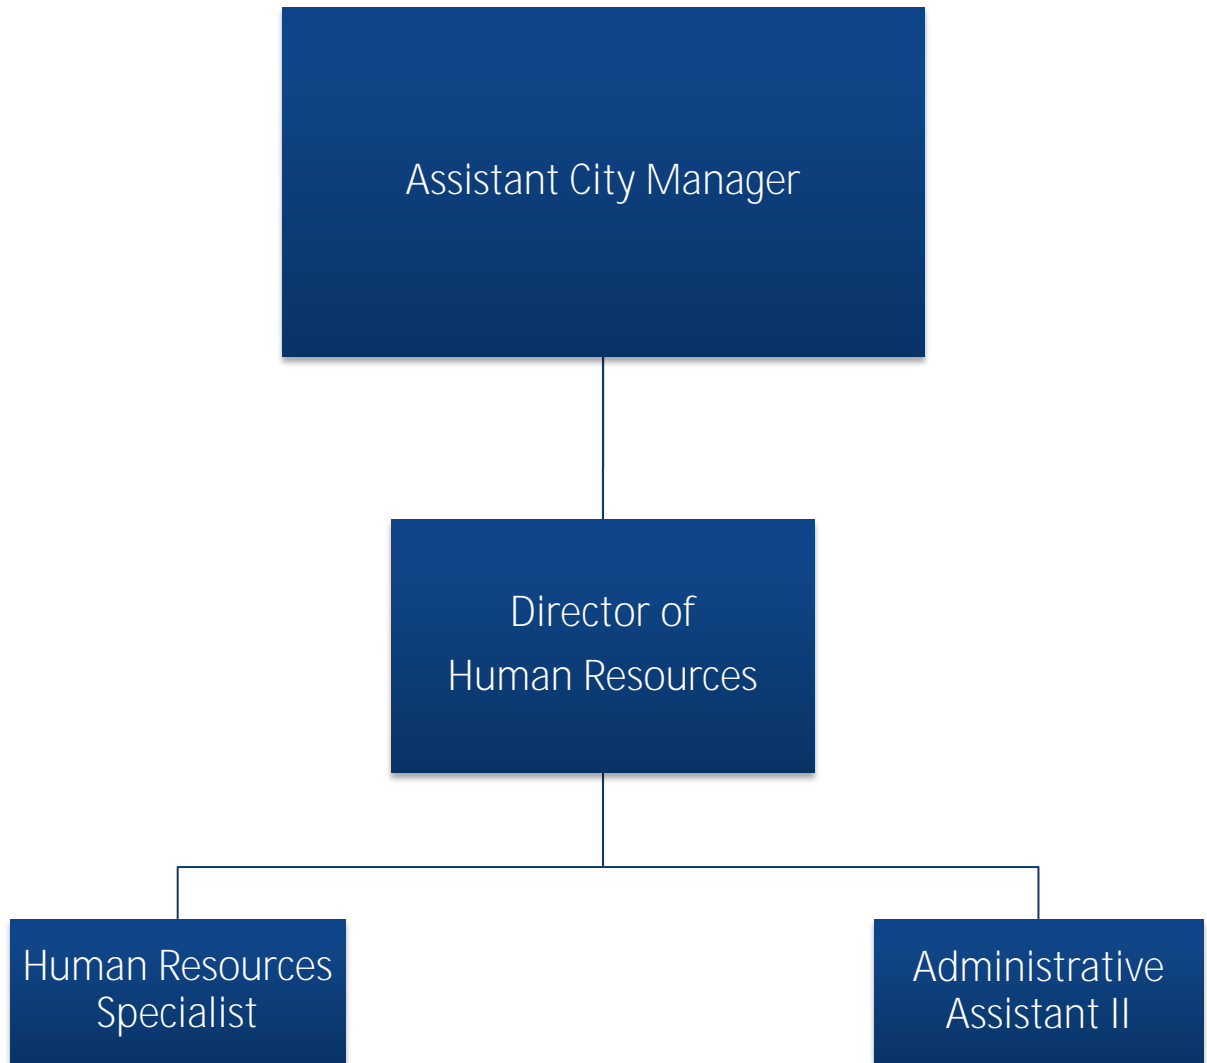 Assistant City Manager
Director of
Human Resources
Human Resources
Specialist
Administrative
Assistant II